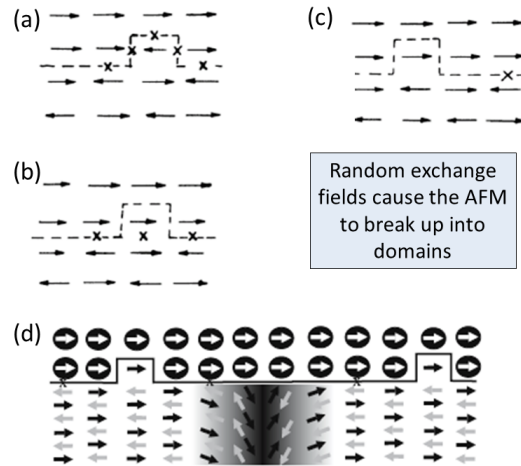 (a)
(c)
(b)
Random exchange
fields cause the AFM
to break up into
domains
(d)